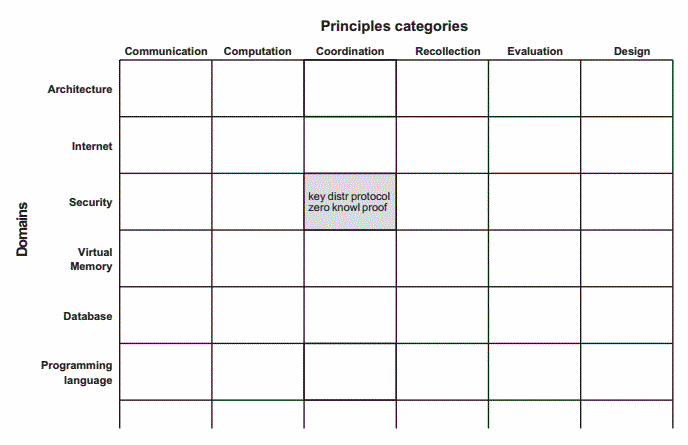 Principles categories
Communication Computation Coordination Recollection Evaluation Design
Domains
Architecture
Internet
Security
key distr protocol
zero knowl proof
Virtual
Memory
Database
Programming
language